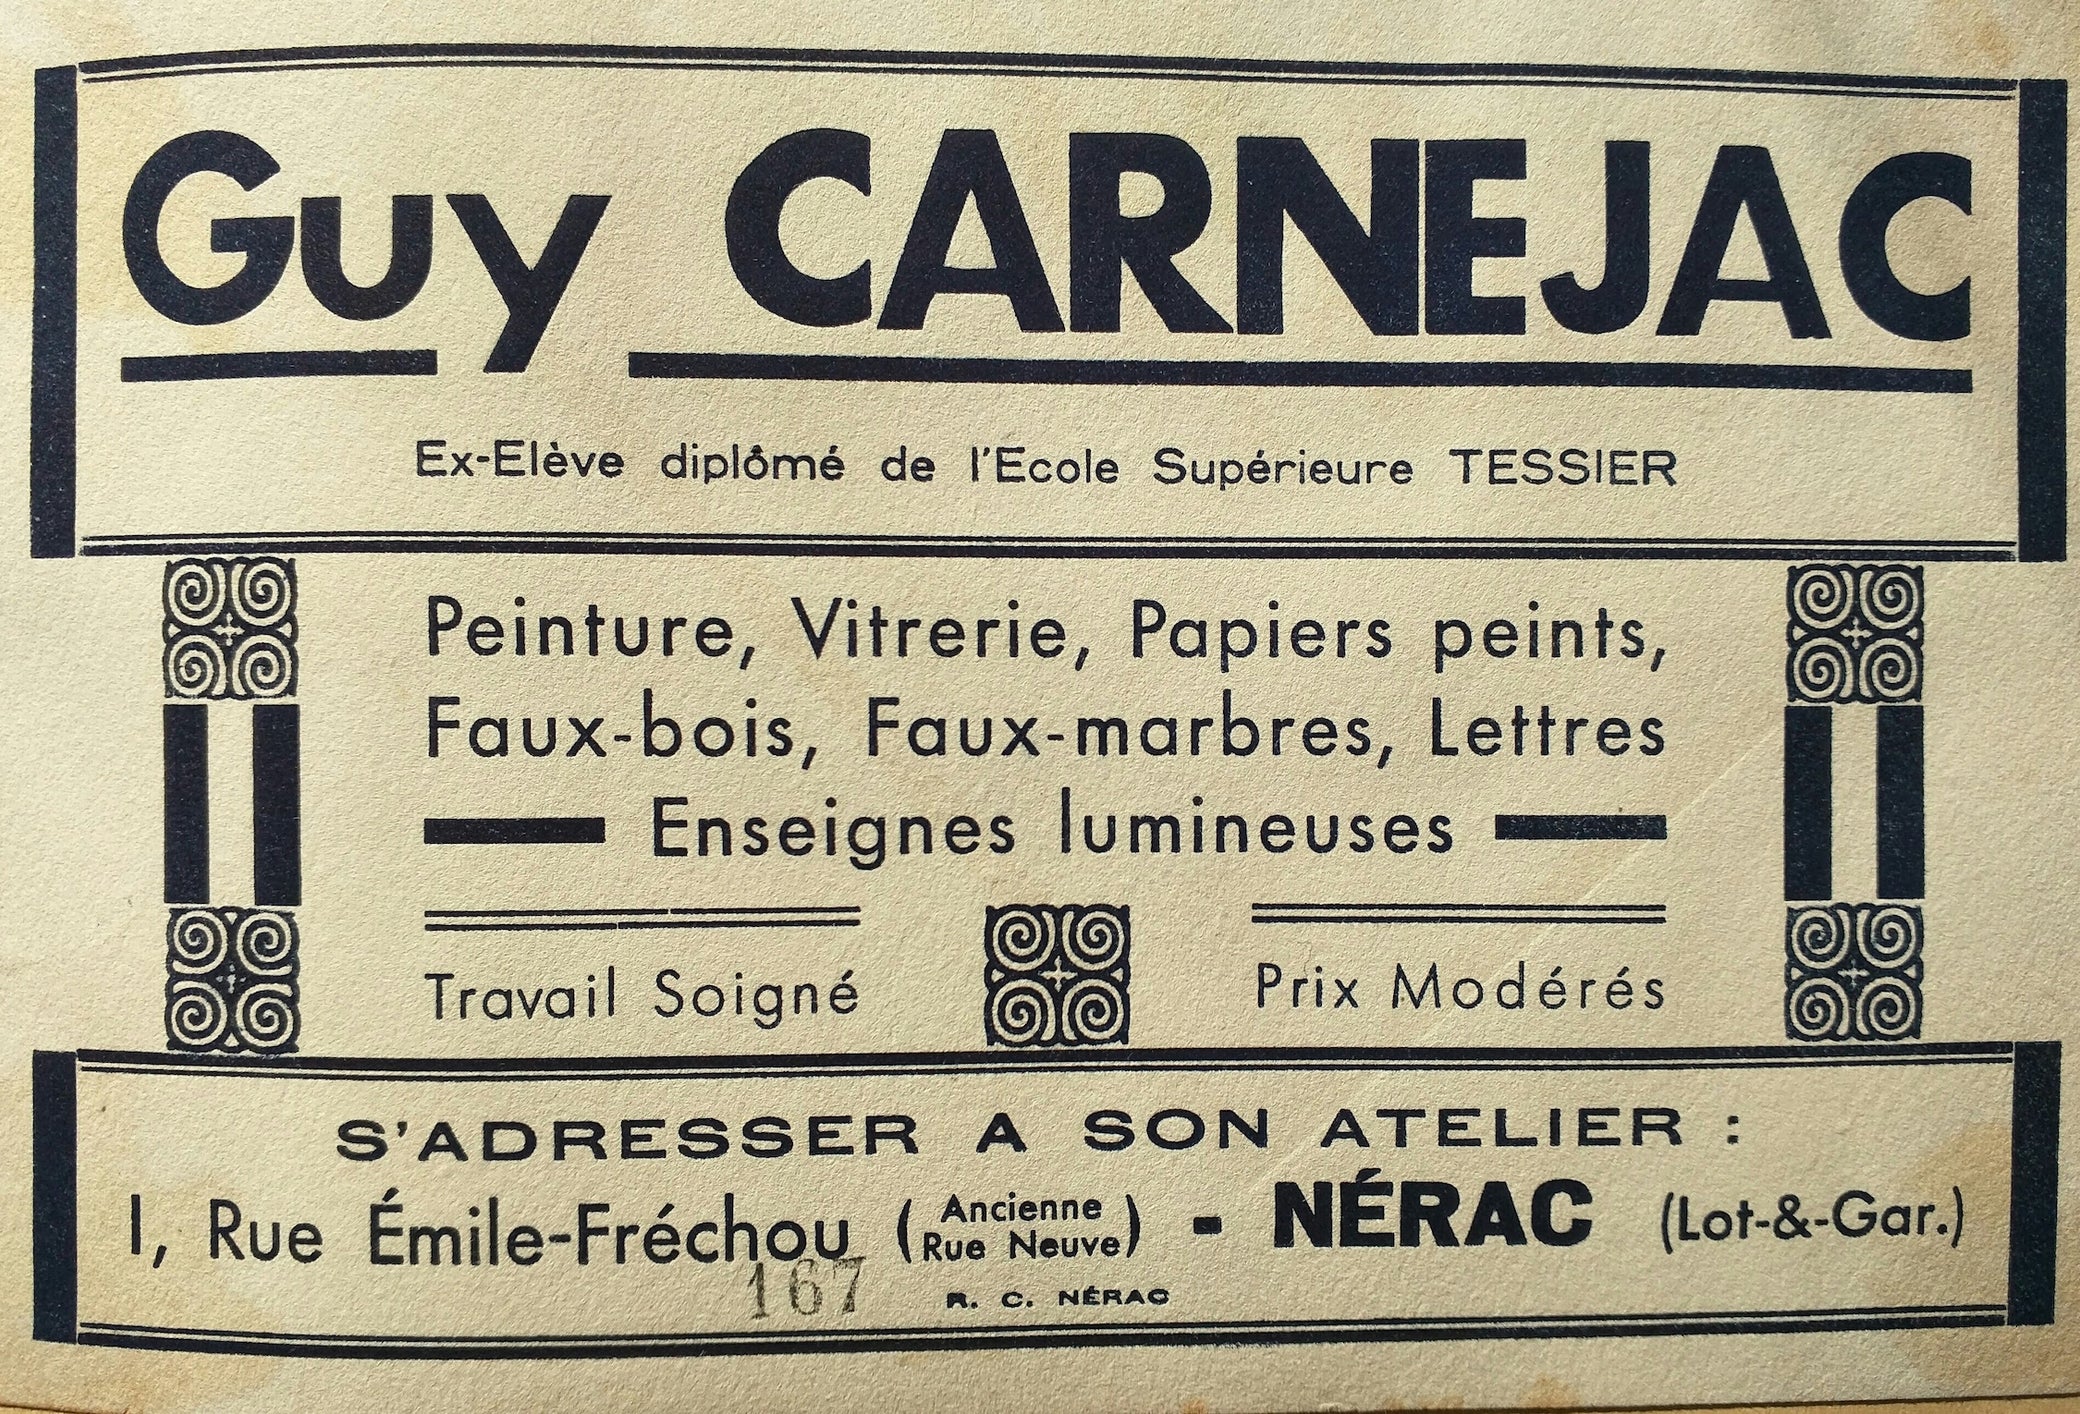 Guy CARNEJAC
Ex-Elève diplômé de l'Ecole Supérieure TESSIER
Peinture, Vitrerie, Papiers peints,
Faux-bois, Faux-marbres, Lettres
Enseignes lumineuses
Travail Soigné
Prix Modérés
S'ADRESSER A SON ATELIER :
1, Rue Émile-Fréchou (Ancienne Rue Neuve) - NÉRAC (Lot-&-Gar.)
167
R. C. NÉRAC